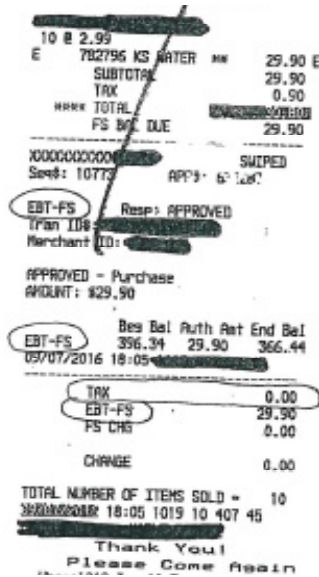 10 @ 2.99
E 782796 KS WATER ** 29.90 E
SUBTOTAL 29.90
TAX 0.90
**** TOTAL
FS BAL DUE 29.90
XXXXXXXXXXXX SWIPED
Seq#: 10773 APP#:
EBT-FS Resp: APPROVED
Tran ID#:
Merchant ID:
APPROVED - Purchase
AMOUNT: $29.90
Beg Bal Auth Amt End Bal
EBT-FS 396.34 29.90 366.44
09/07/2016 18:05
TAX 0.00
EBT-FS 29.90
FS CHG 0.00
CHANGE 0.00
TOTAL NUMBER OF ITEMS SOLD = 10
18:05 1019 10 407 45
Thank You!
Please Come Again